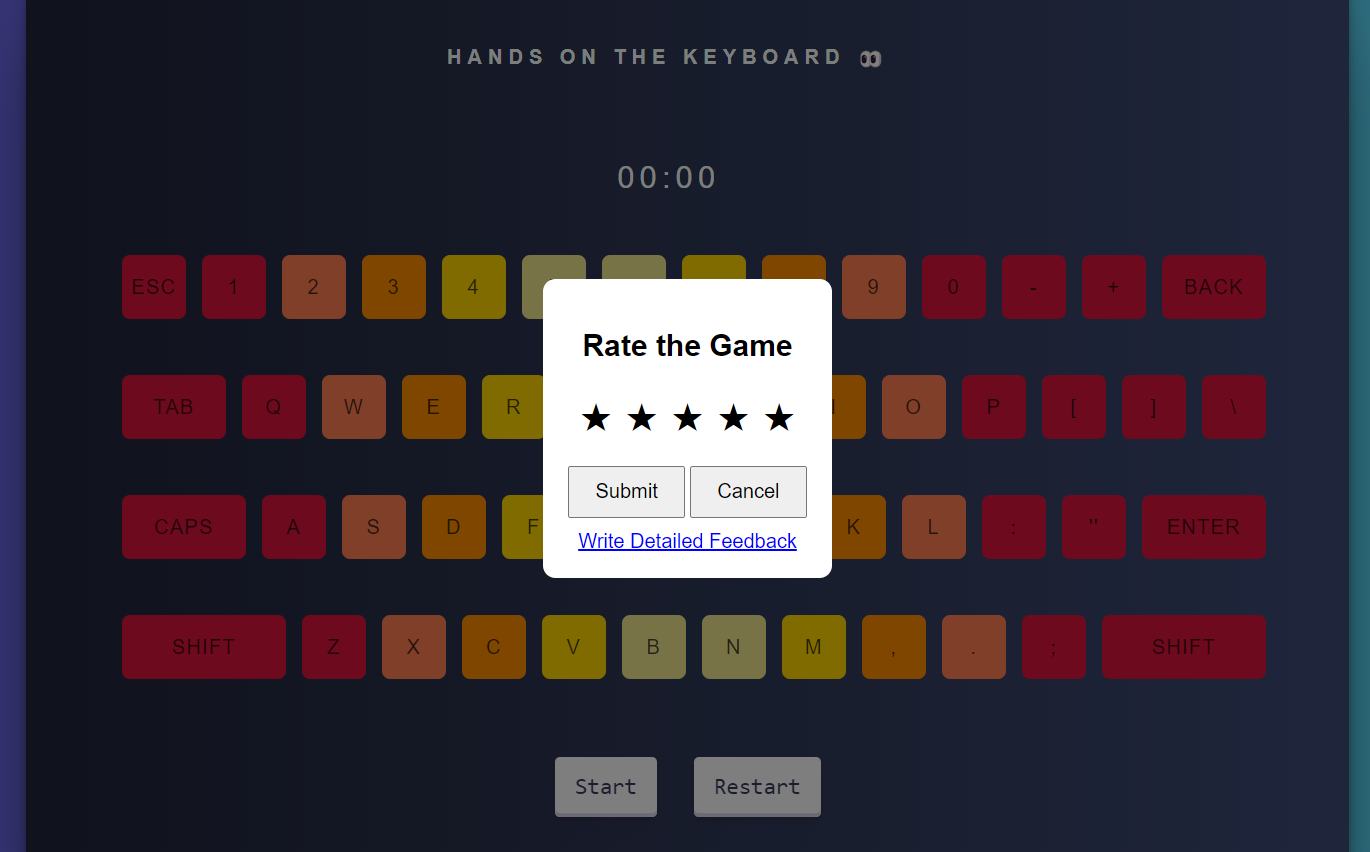 HANDS ON THE KEYBOARD 👀
00:00
ESC 1 2 3 4 9 0 - + BACK
Rate the Game
TAB Q W E R O P [ ] \
★ ★ ★ ★ ★
Submit Cancel
CAPS A S D F K L : " ENTER
Write Detailed Feedback
SHIFT Z X C V B N M , . ; SHIFT
Start Restart